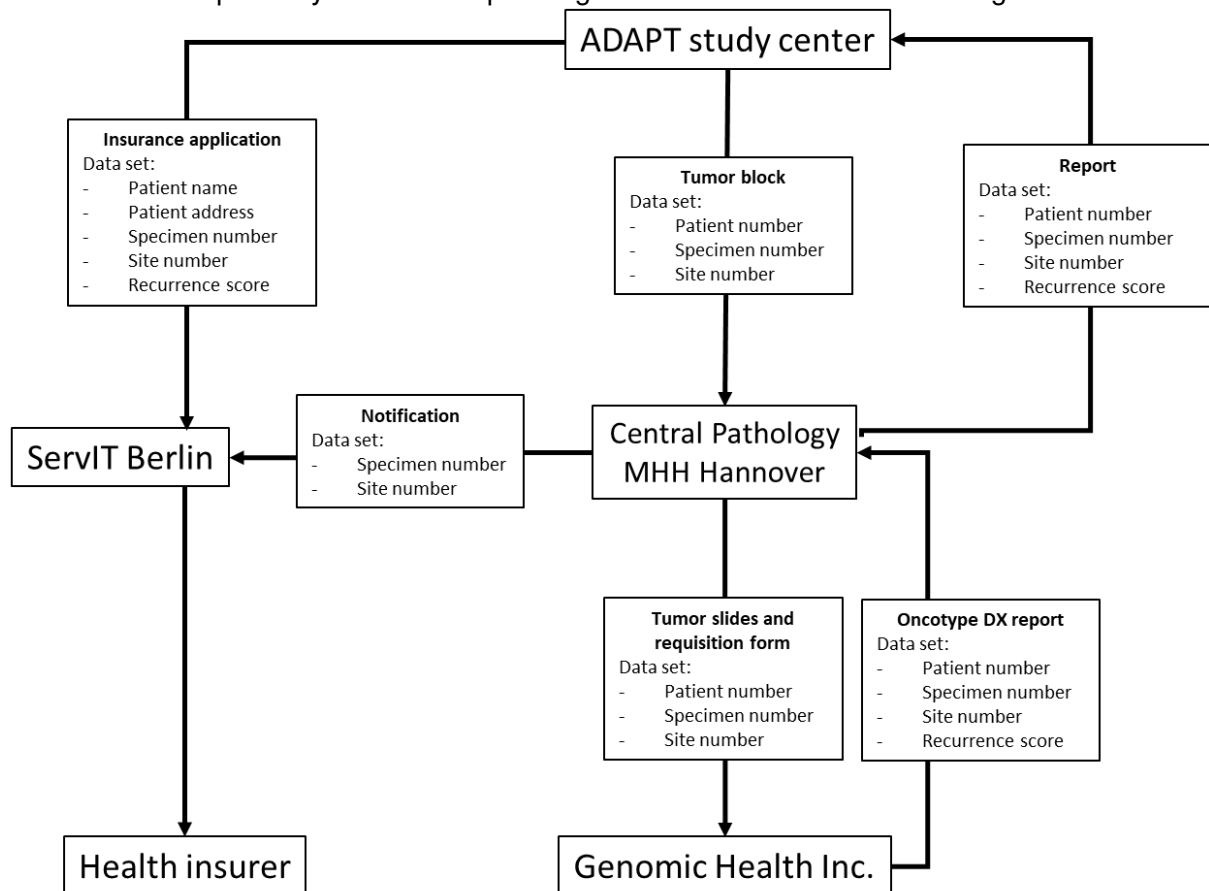 ADAPT study center
Insurance application
Data set:
- Patient name
- Patient address
- Specimen number
- Site number
- Recurrence score
Tumor block
Data set:
- Patient number
- Specimen number
- Site number
Report
Data set:
- Patient number
- Specimen number
- Site number
- Recurrence score
ServIT Berlin
Notification
Data set:
- Specimen number
- Site number
Central Pathology
MHH Hannover
Tumor slides and
requisition form
Data set:
- Patient number
- Specimen number
- Site number
Oncotype DX report
Data set:
- Patient number
- Specimen number
- Site number
- Recurrence score
Health insurer
Genomic Health Inc.